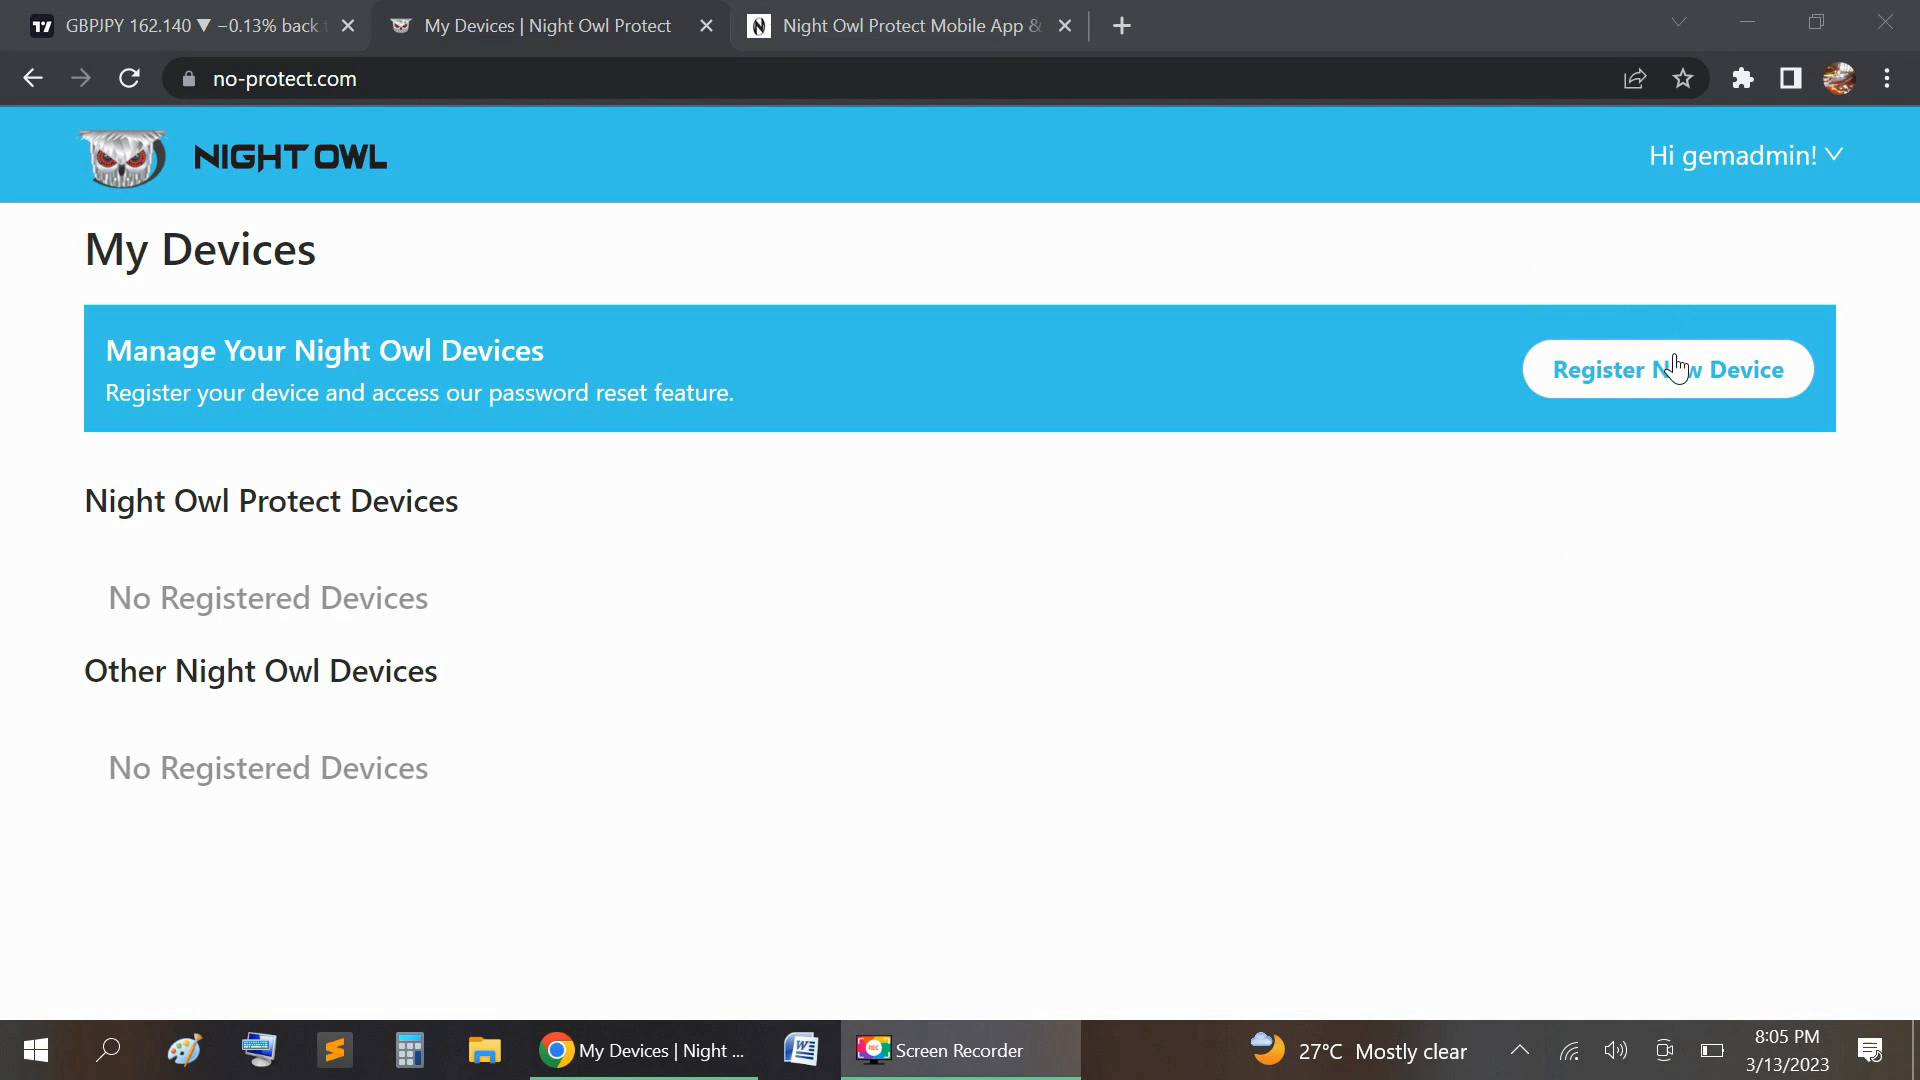 GBPJPY 162.140 ▼ −0.13% back
My Devices | Night Owl Protect
Night Owl Protect Mobile App &
no-protect.com
NIGHT OWL
Hi gemadmin!
My Devices
Manage Your Night Owl Devices
Register your device and access our password reset feature.
Register New Device
Night Owl Protect Devices
No Registered Devices
Other Night Owl Devices
No Registered Devices
My Devices | Night ...
Screen Recorder
27°C Mostly clear
8:05 PM
3/13/2023